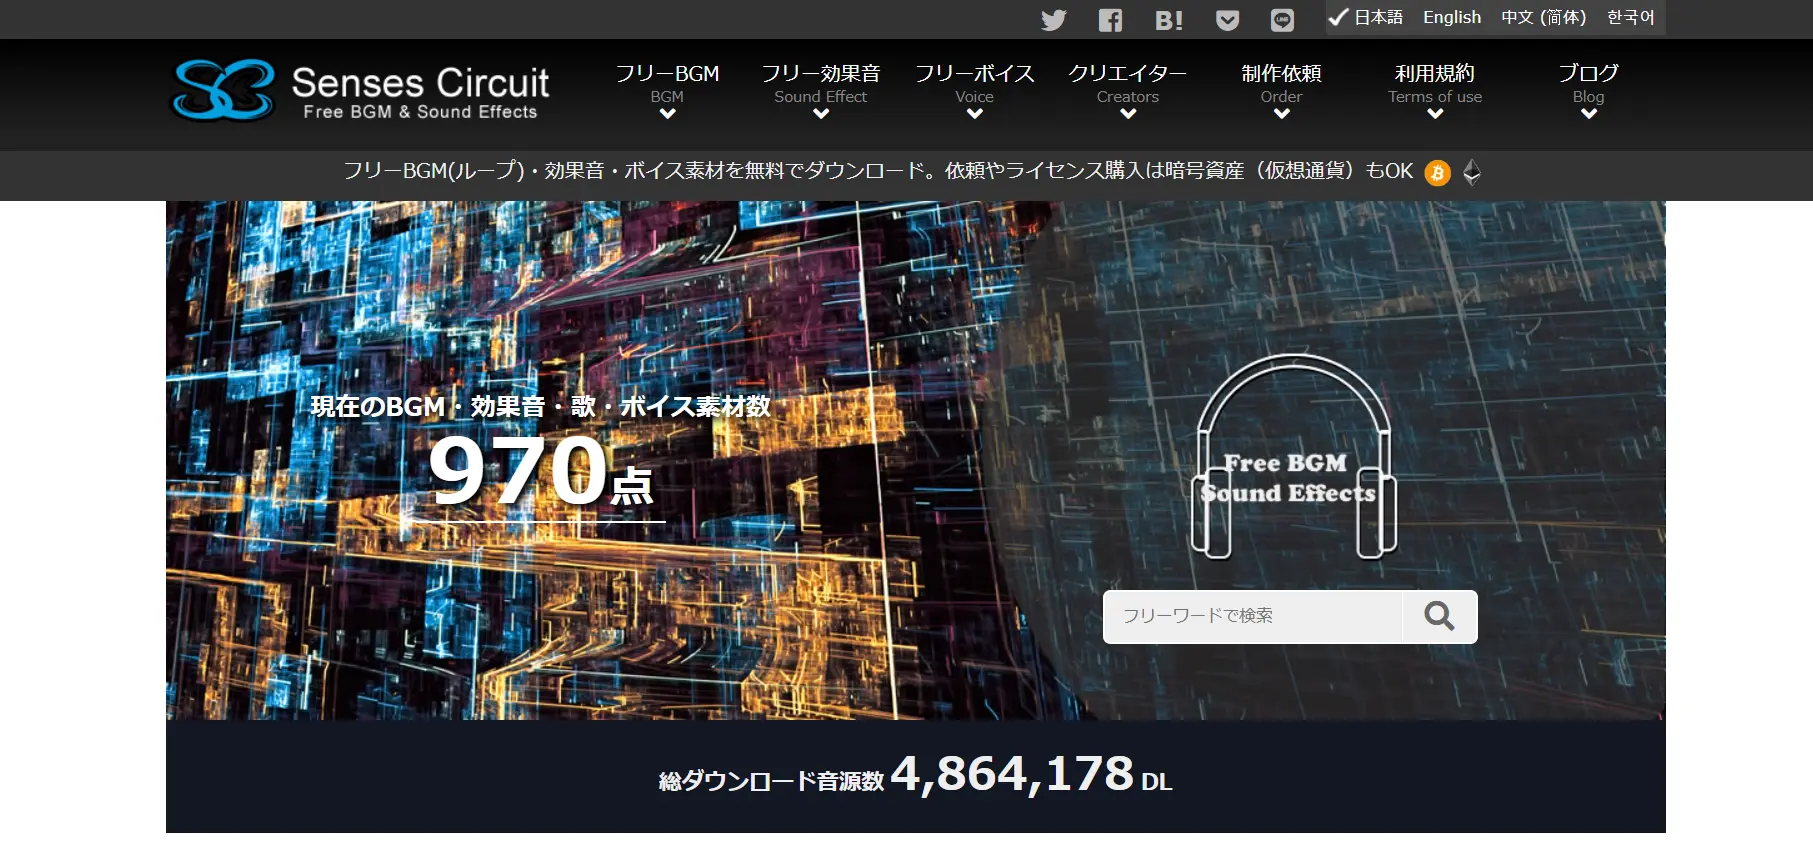 B! LINE 日本語 English 中文 (简体) 한국어
Senses Circuit
Free BGM & Sound Effects
フリーBGM フリー効果音 フリーボイス クリエイター 制作依頼 利用規約 ブログ
BGM Sound Effect Voice Creators Order Terms of use Blog
フリーBGM(ループ)・効果音・ボイス素材を無料でダウンロード。依頼やライセンス購入は暗号資産（仮想通貨）もOK
現在のBGM・効果音・歌・ボイス素材数
970点
Free BGM
Sound Effects
フリーワードで検索
総ダウンロード音源数 4,864,178 DL